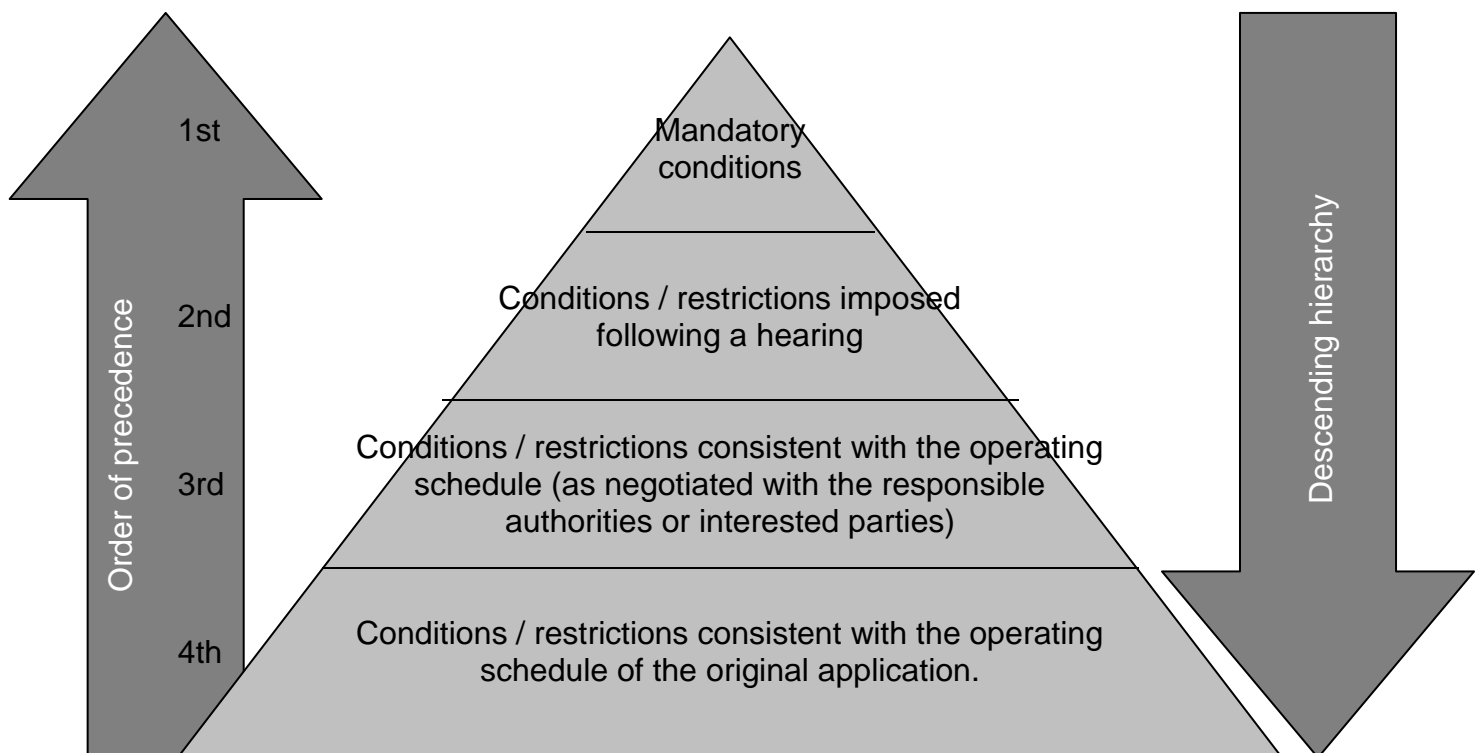 Order of precedence
1st
2nd
3rd
4th
Mandatory
conditions
Conditions / restrictions imposed
following a hearing
Conditions / restrictions consistent with the operating
schedule (as negotiated with the responsible
authorities or interested parties)
Conditions / restrictions consistent with the operating
schedule of the original application.
Descending hierarchy